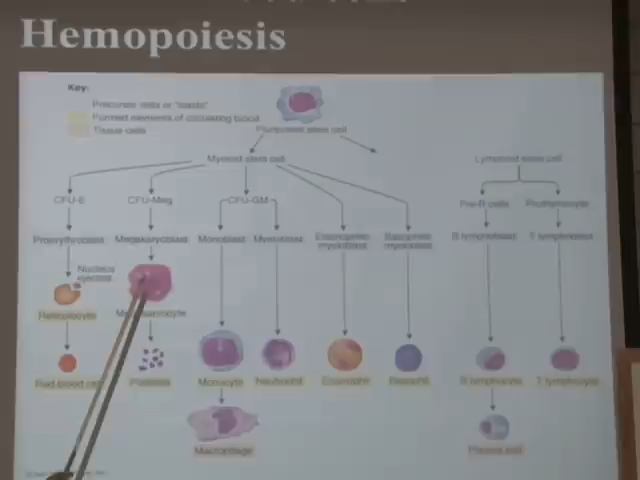 Hemopoiesis
Key:
Precursor cells or "blasts"
Formed elements of circulating blood
Tissue cells
Pluripotent stem cell
Myeloid stem cell
Lymphoid stem cell
CFU-E
CFU-Meg
CFU-GM
Pre-B cells
Prothymocyte
Proerythroblast
Megakaryoblast
Monoblast
Myeloblast
Eosinophilic
myeloblast
Basophilic
myeloblast
B lymphoblast
T lymphoblast
Nucleus
ejected
Reticulocyte
Megakaryocyte
Red blood cell
Platelets
Monocyte
Neutrophil
Eosinophil
Basophil
B lymphocyte
T lymphocyte
Macrophage
Plasma cell